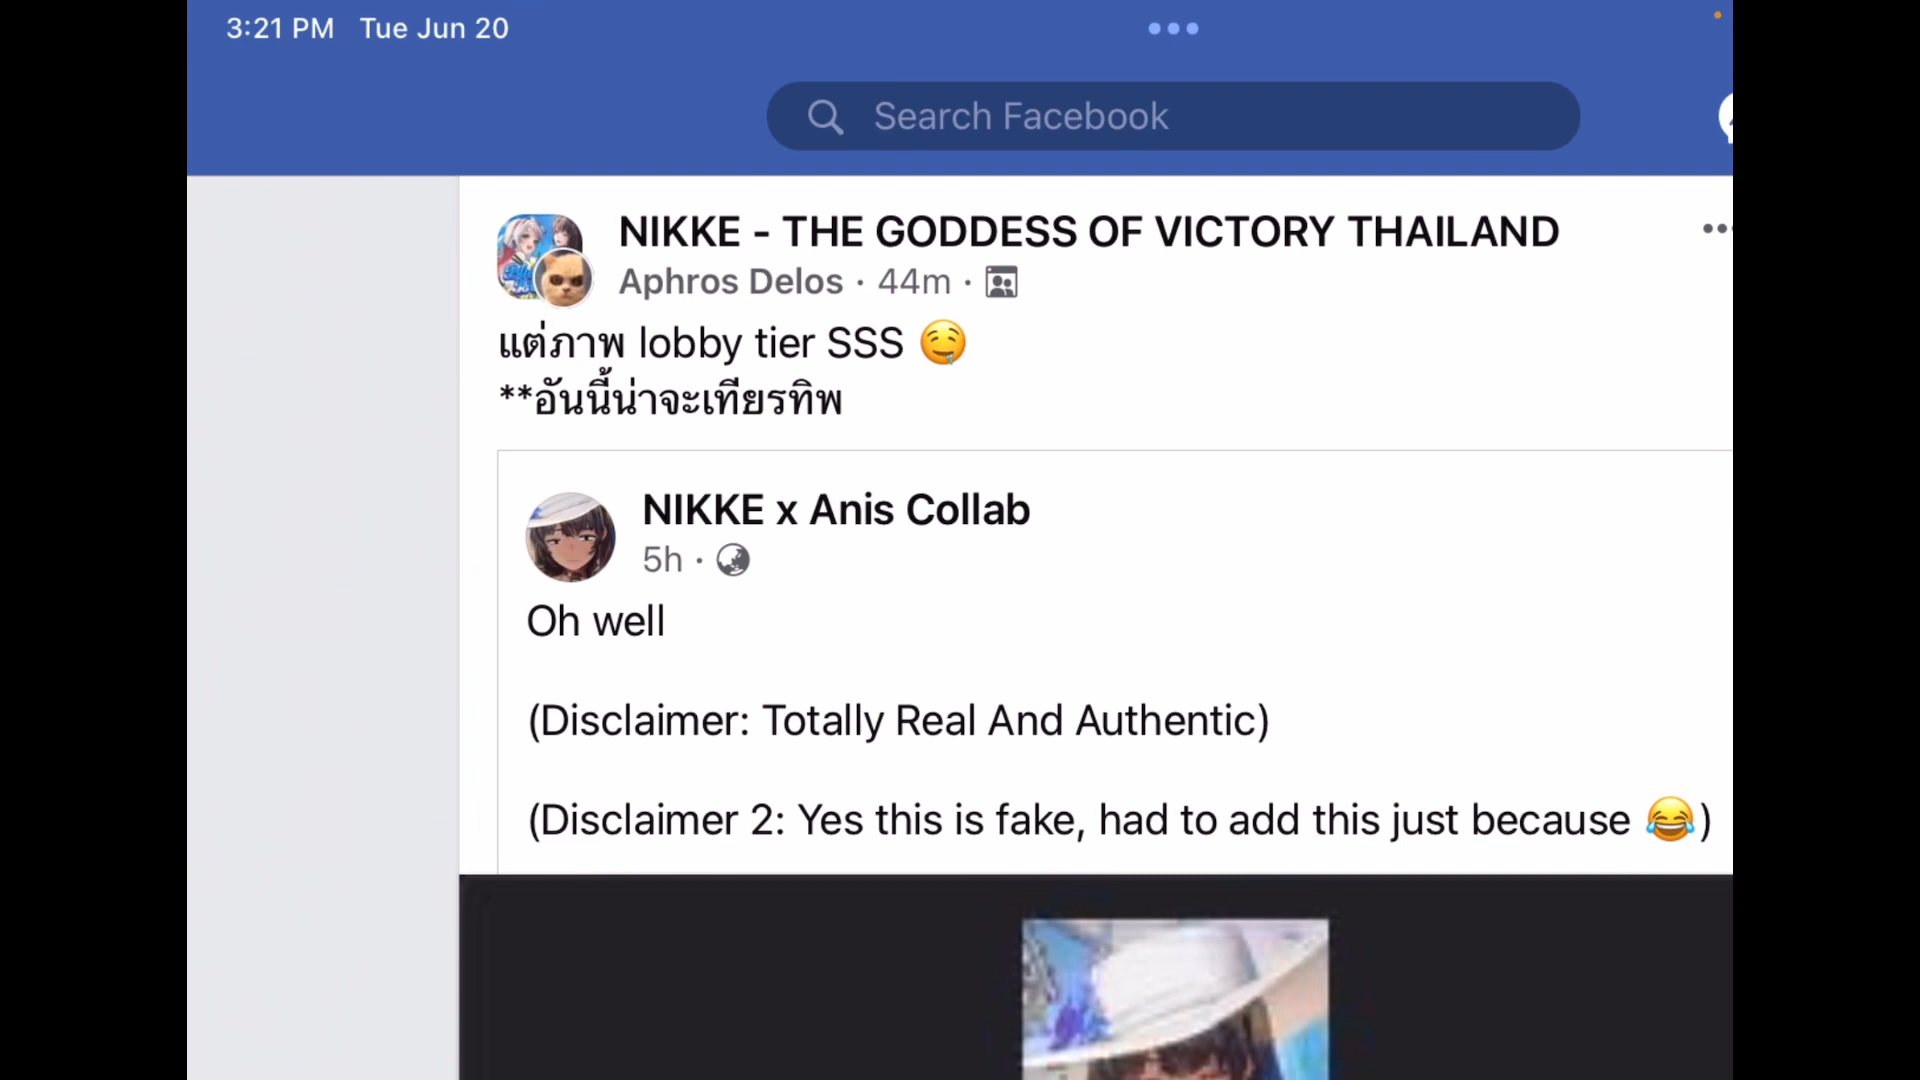 3:21 PM Tue Jun 20
Search Facebook
NIKKE - THE GODDESS OF VICTORY THAILAND
Aphros Delos · 44m ·
แต่ภาพ lobby tier SSS 🤤
**อันนี้น่าจะเทียรทิพ
NIKKE x Anis Collab
5h ·
Oh well
(Disclaimer: Totally Real And Authentic)
(Disclaimer 2: Yes this is fake, had to add this just because 😂)